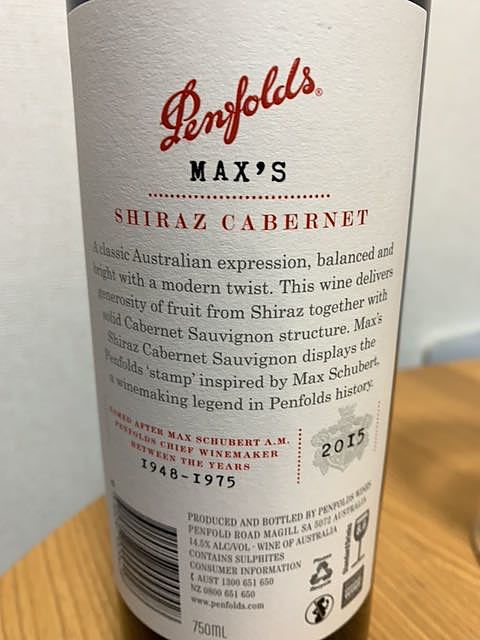 Penfolds®
MAX'S
SHIRAZ CABERNET
A classic Australian expression, balanced and
bright with a modern twist. This wine delivers
generosity of fruit from Shiraz together with
solid Cabernet Sauvignon structure. Max's
Shiraz Cabernet Sauvignon displays the
Penfolds 'stamp' inspired by Max Schubert,
a winemaking legend in Penfolds history.
NAMED AFTER MAX SCHUBERT A.M.
PENFOLDS CHIEF WINEMAKER
BETWEEN THE YEARS
1948-1975
2015
PRODUCED AND BOTTLED BY PENFOLDS WINES
PENFOLD ROAD MAGILL SA 5072 AUSTRALIA
14.5% ALC/VOL · WINE OF AUSTRALIA
CONTAINS SULPHITES
CONSUMER INFORMATION
AUST 1300 651 650
NZ 0800 651 650
www.penfolds.com
750ML